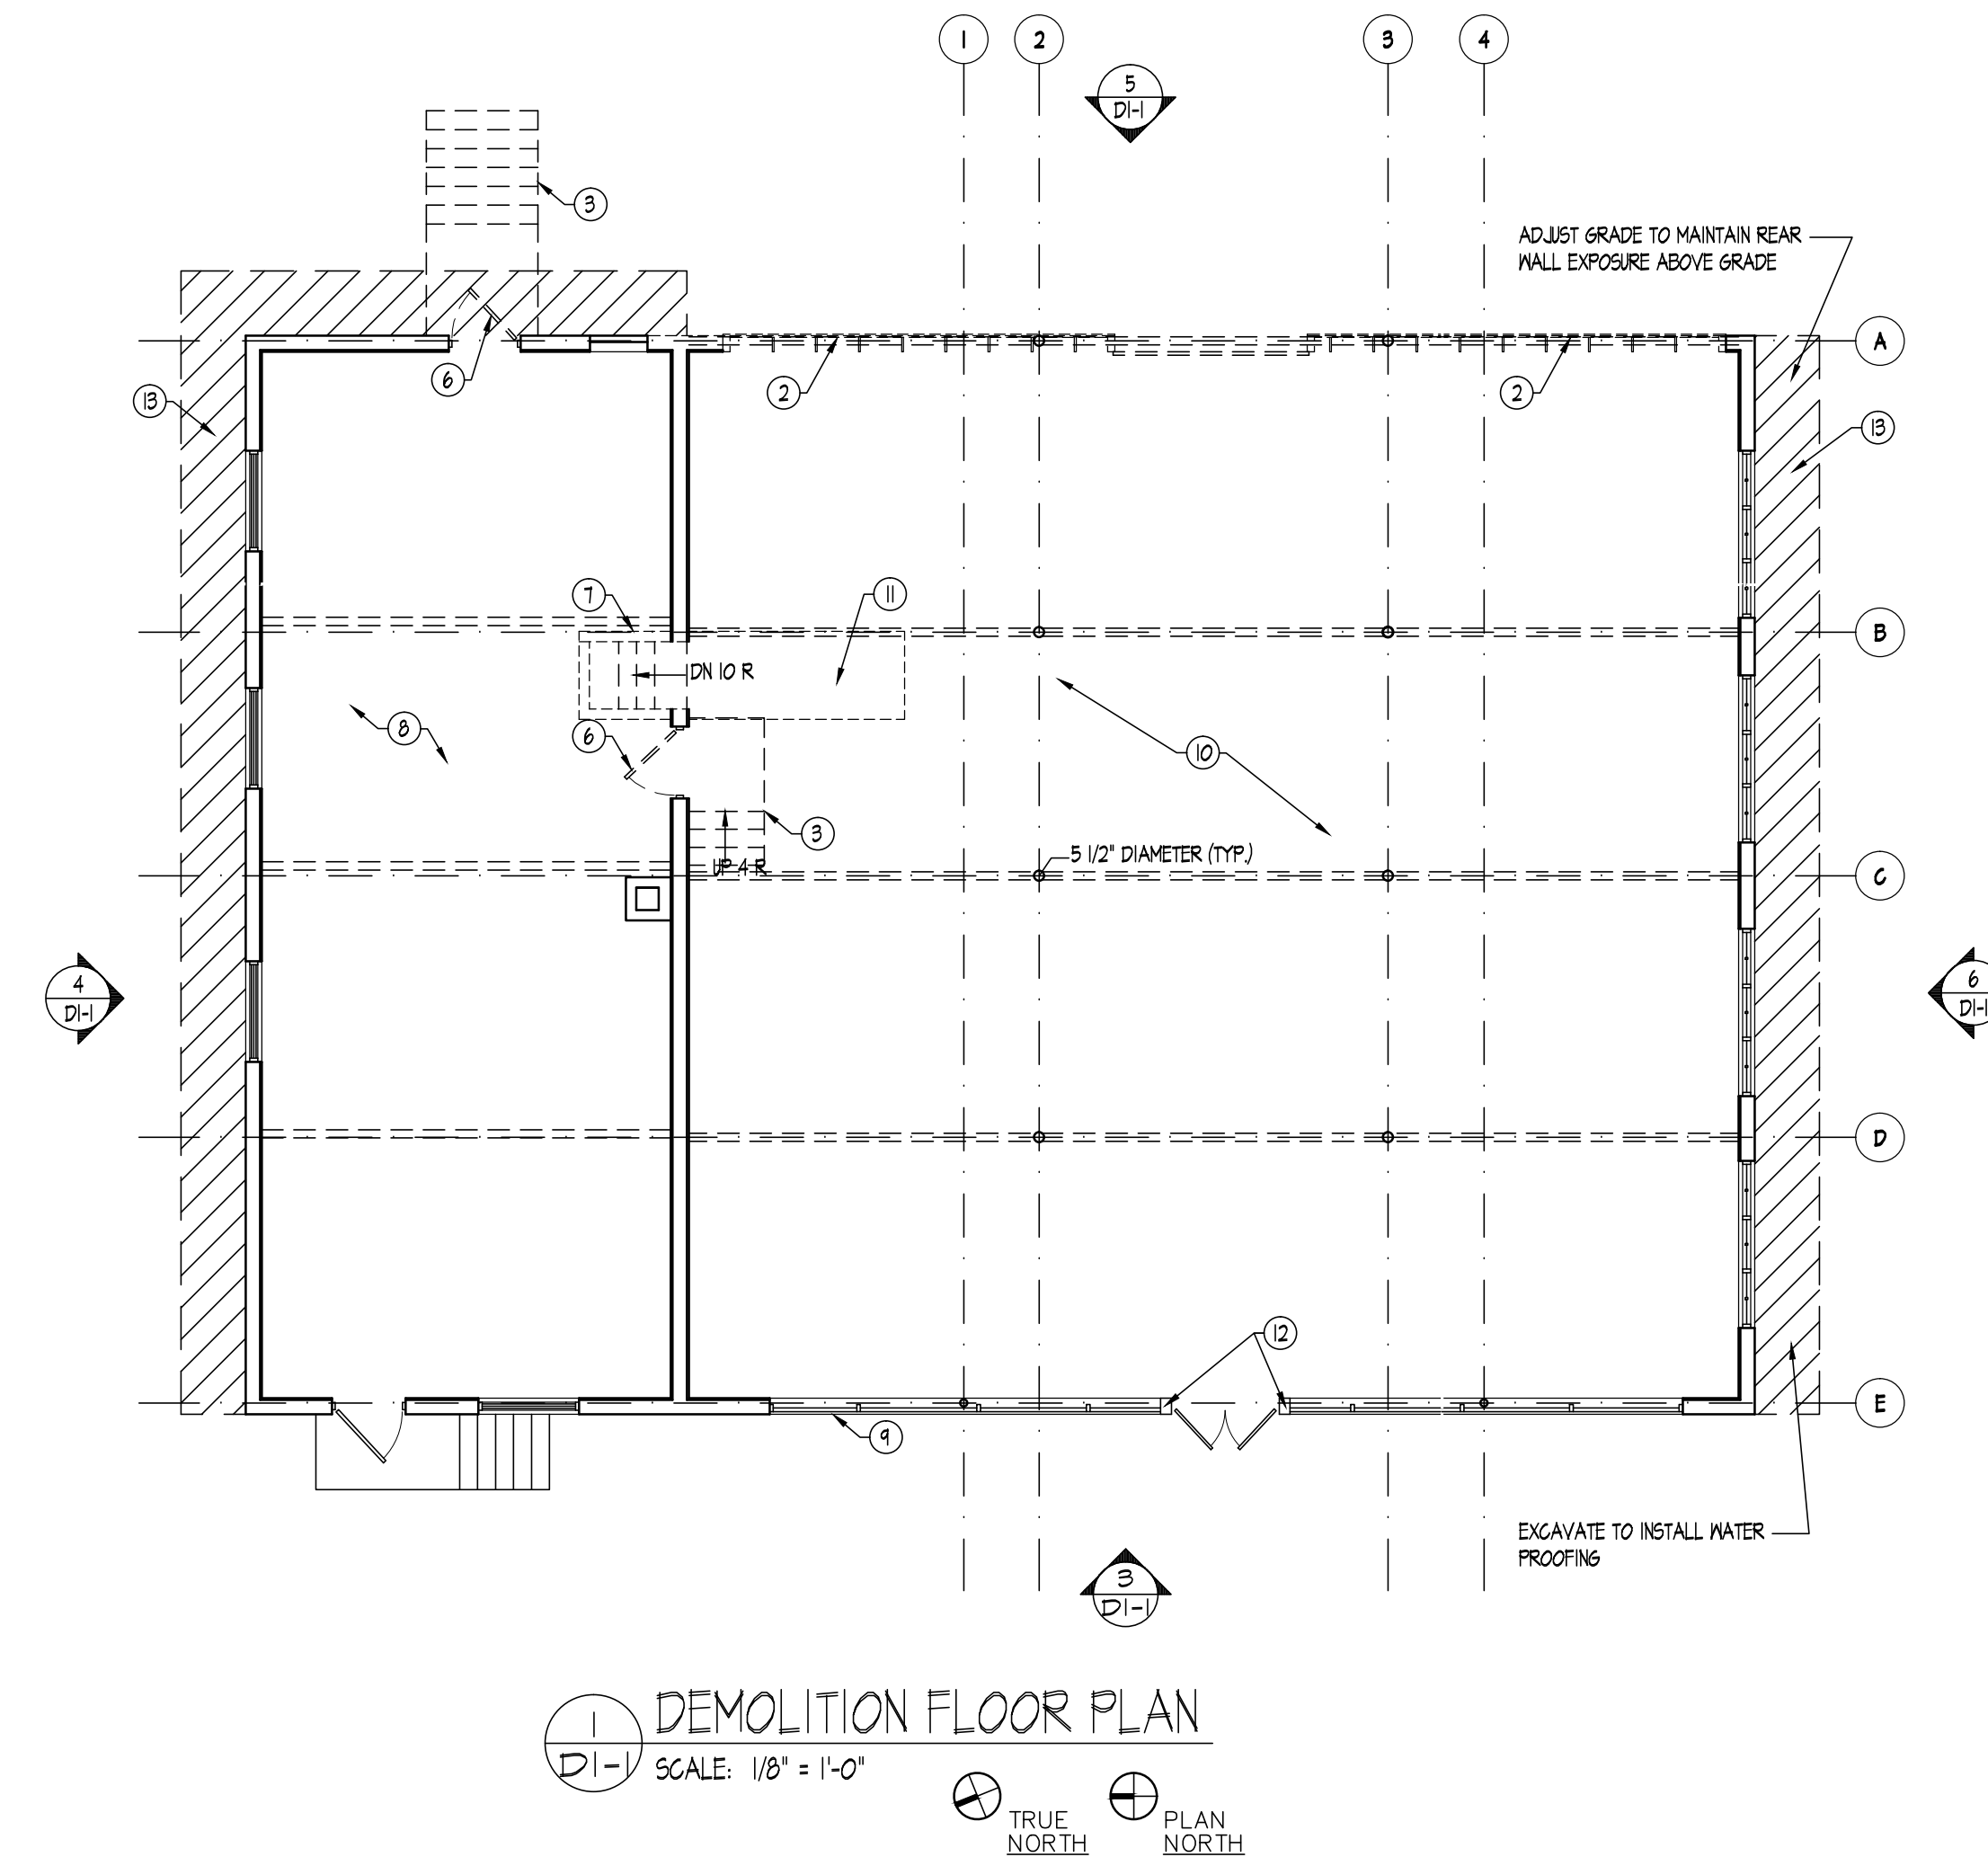 1
2
3
4
5
D1-1
3
ADJUST GRADE TO MAINTAIN REAR
WALL EXPOSURE ABOVE GRADE
A
6
2
2
13
13
7
11
B
DN 10 R
8
6
10
3
5 1/2" DIAMETER (TYP.)
UP 4 R
C
4
D1-1
6
D1-1
D
12
E
9
EXCAVATE TO INSTALL WATER
PROOFING
3
D1-1
1
D1-1
DEMOLITION FLOOR PLAN
SCALE: 1/8" = 1'-0"
TRUE
NORTH
PLAN
NORTH